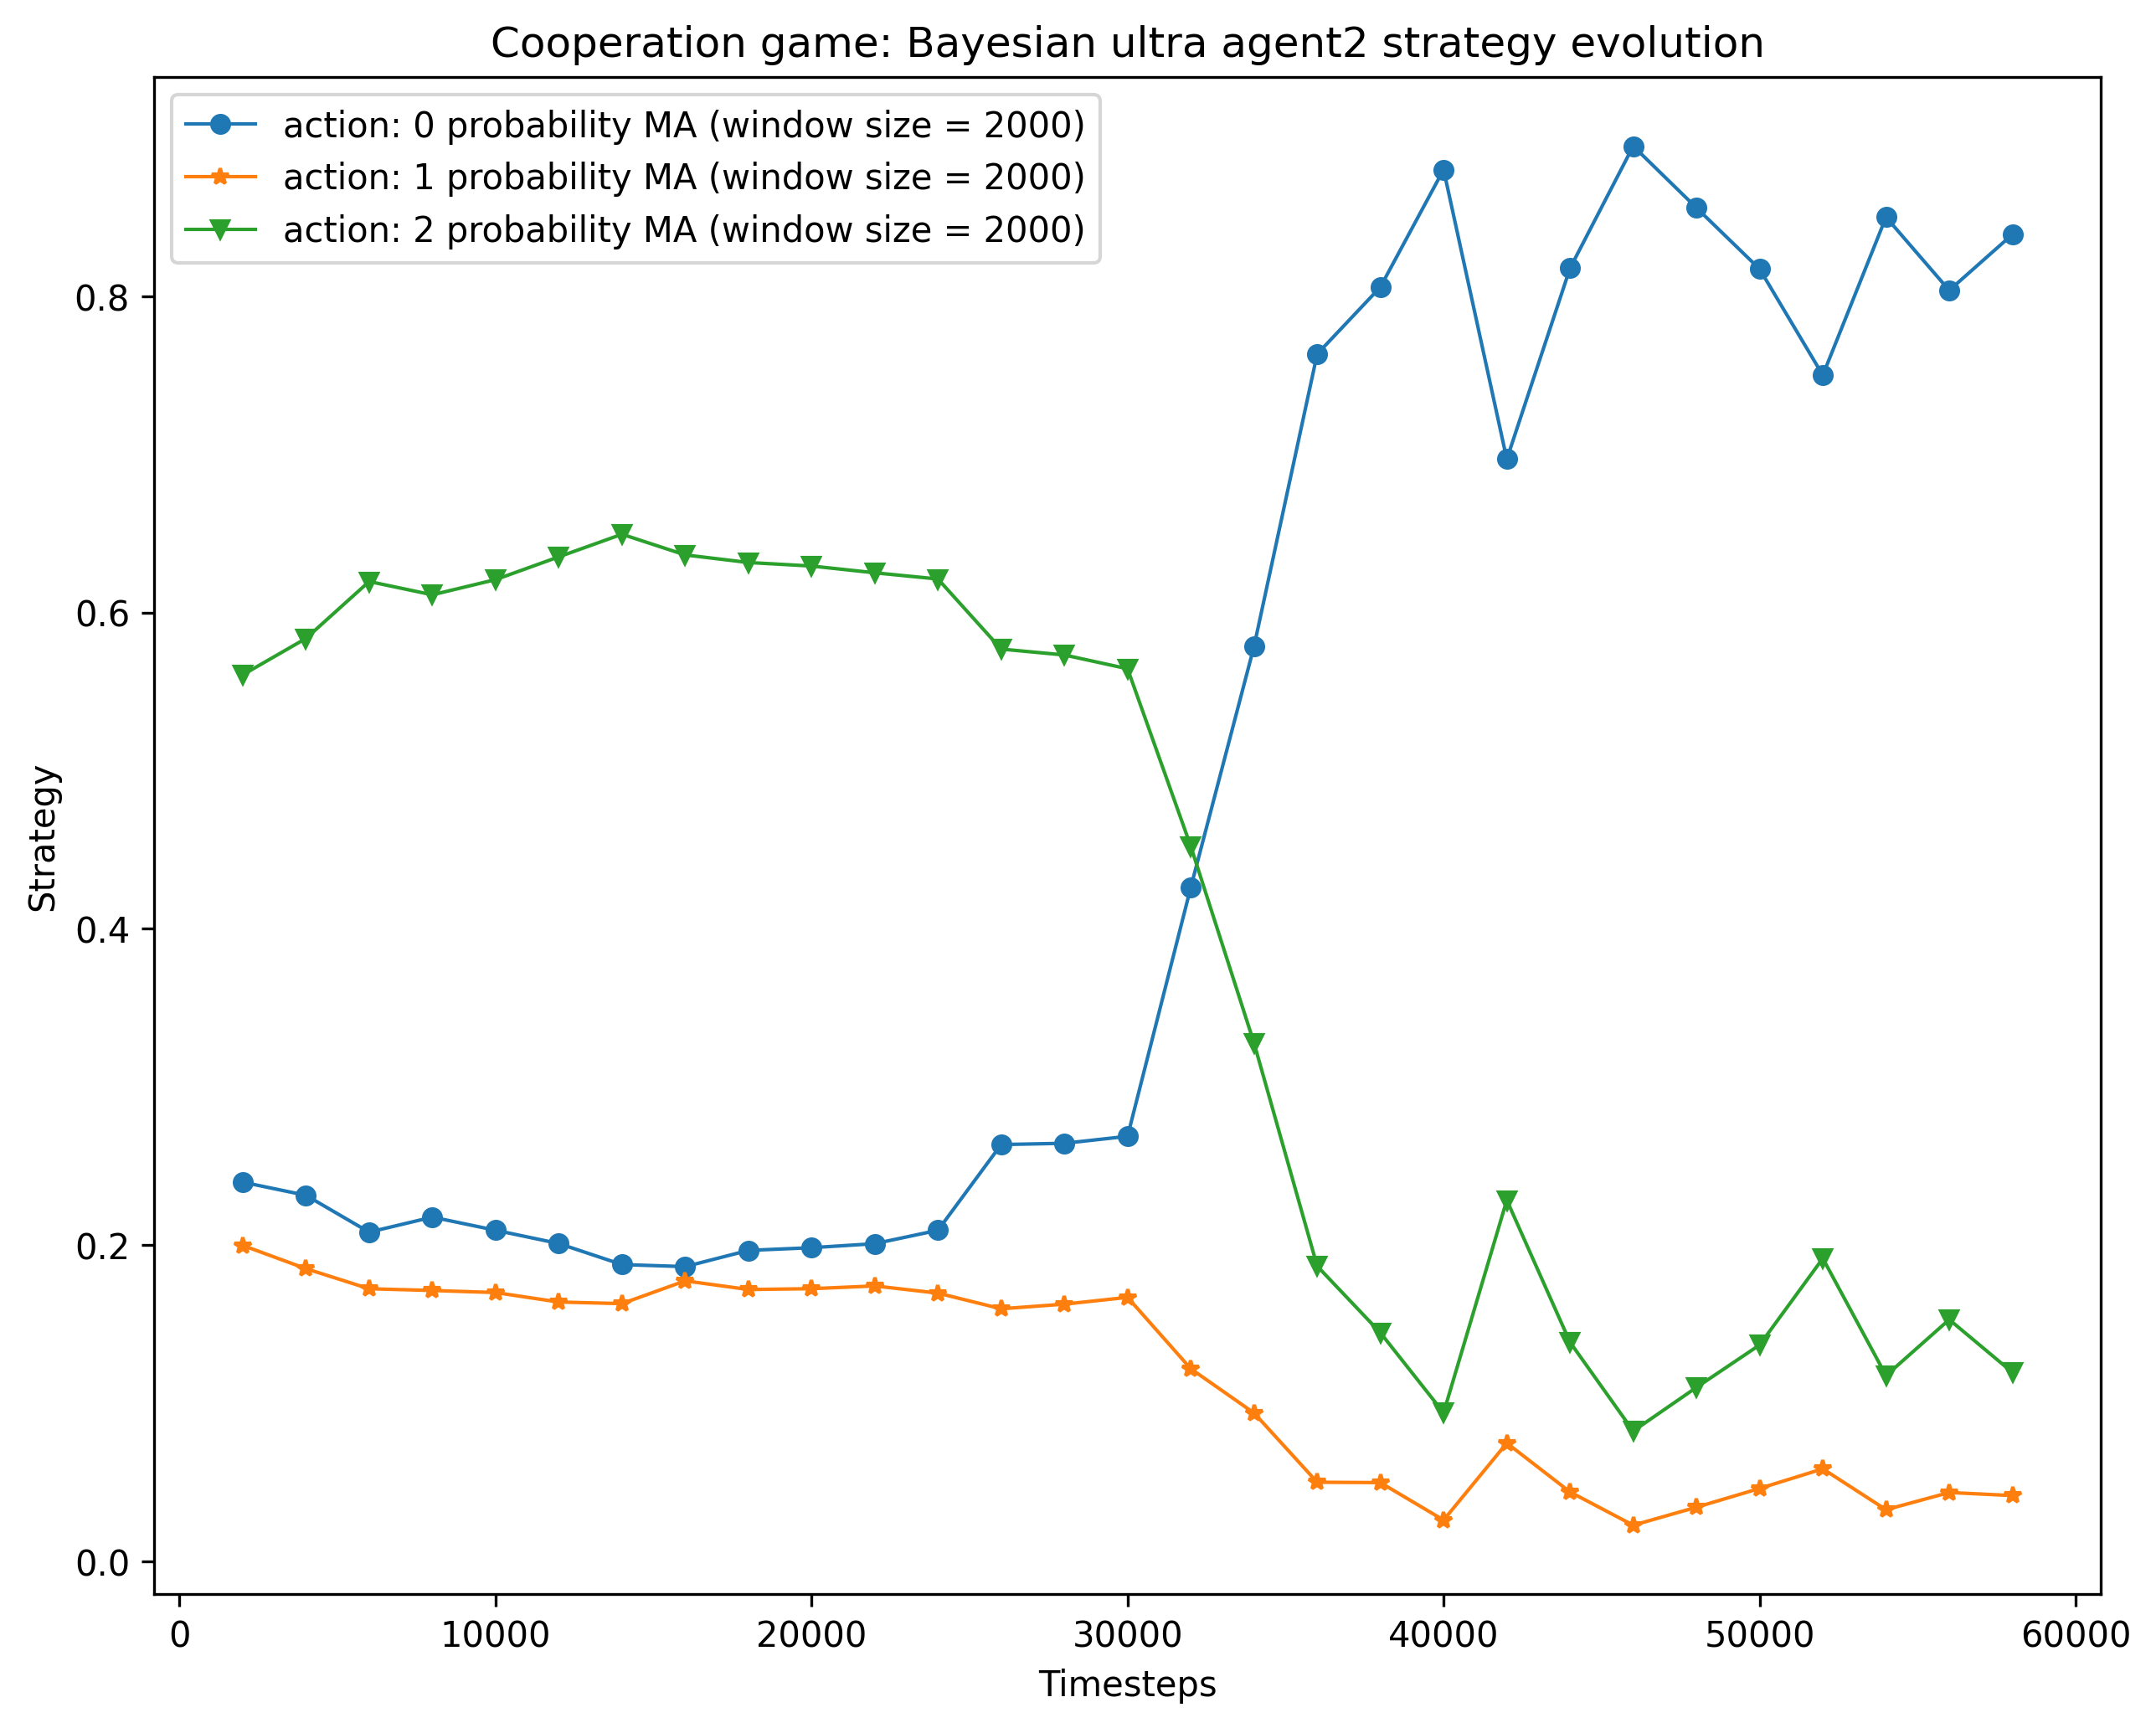 Cooperation game: Bayesian ultra agent2 strategy evolution
action: 0 probability MA (window size = 2000)
action: 1 probability MA (window size = 2000)
action: 2 probability MA (window size = 2000)
0.8
0.6
0.4
0.2
0.0
Strategy
0 10000 20000 30000 40000 50000 60000
Timesteps